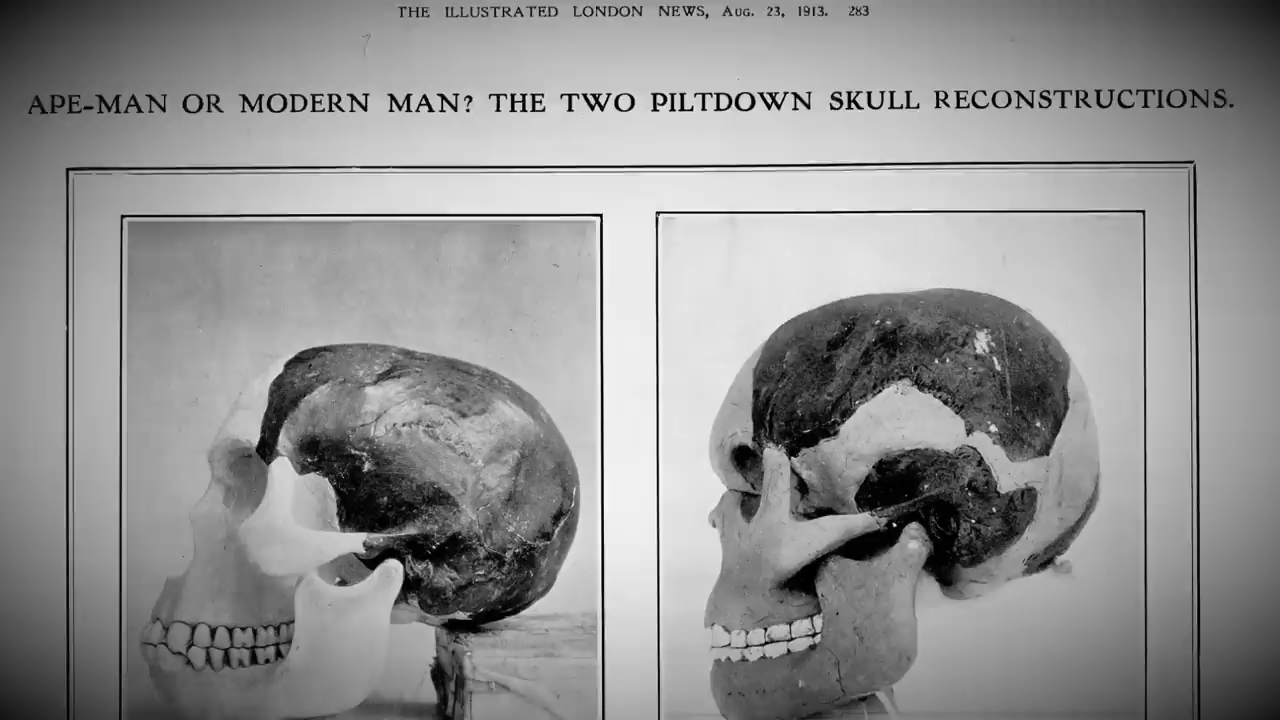 THE ILLUSTRATED LONDON NEWS, Aug. 23, 1913. 283
APE-MAN OR MODERN MAN? THE TWO PILTDOWN SKULL RECONSTRUCTIONS.